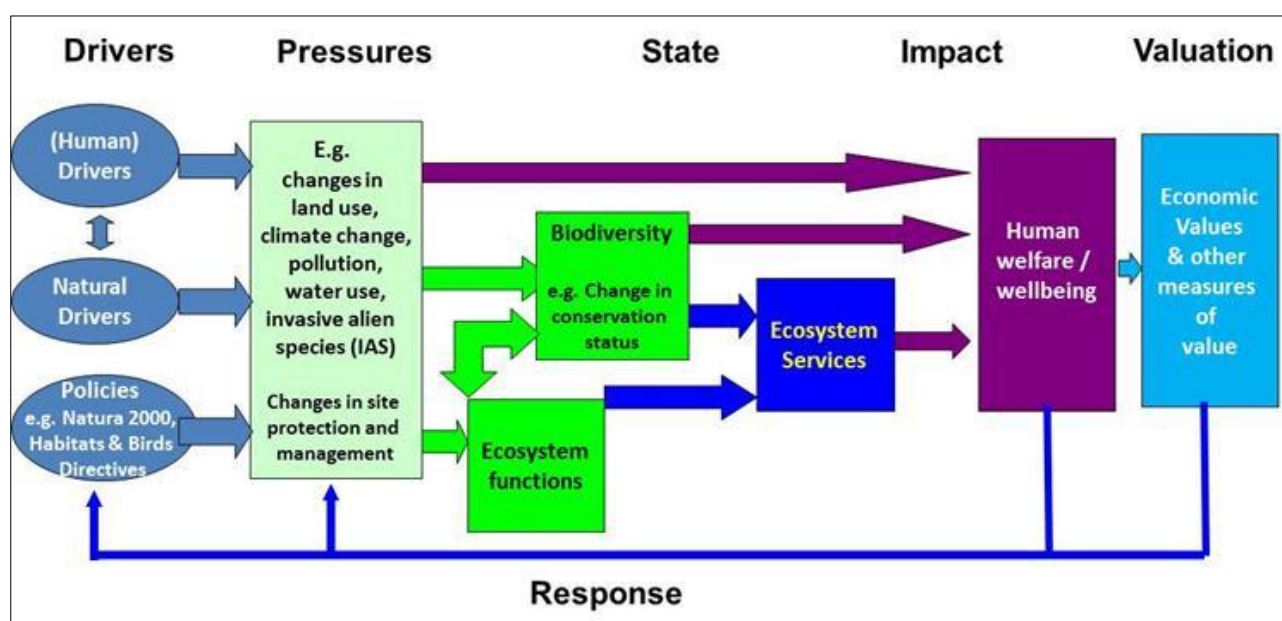 Drivers Pressures State Impact Valuation
(Human)
Drivers
Natural
Drivers
Policies
e.g. Natura 2000,
Habitats & Birds
Directives
E.g.
changes in
land use,
climate change,
pollution,
water use,
invasive alien
species (IAS)
Changes in site
protection and
management
Biodiversity
e.g. Change in
conservation
status
Ecosystem
functions
Ecosystem
Services
Human
welfare /
wellbeing
Economic
Values
& other
measures
of
value
Response